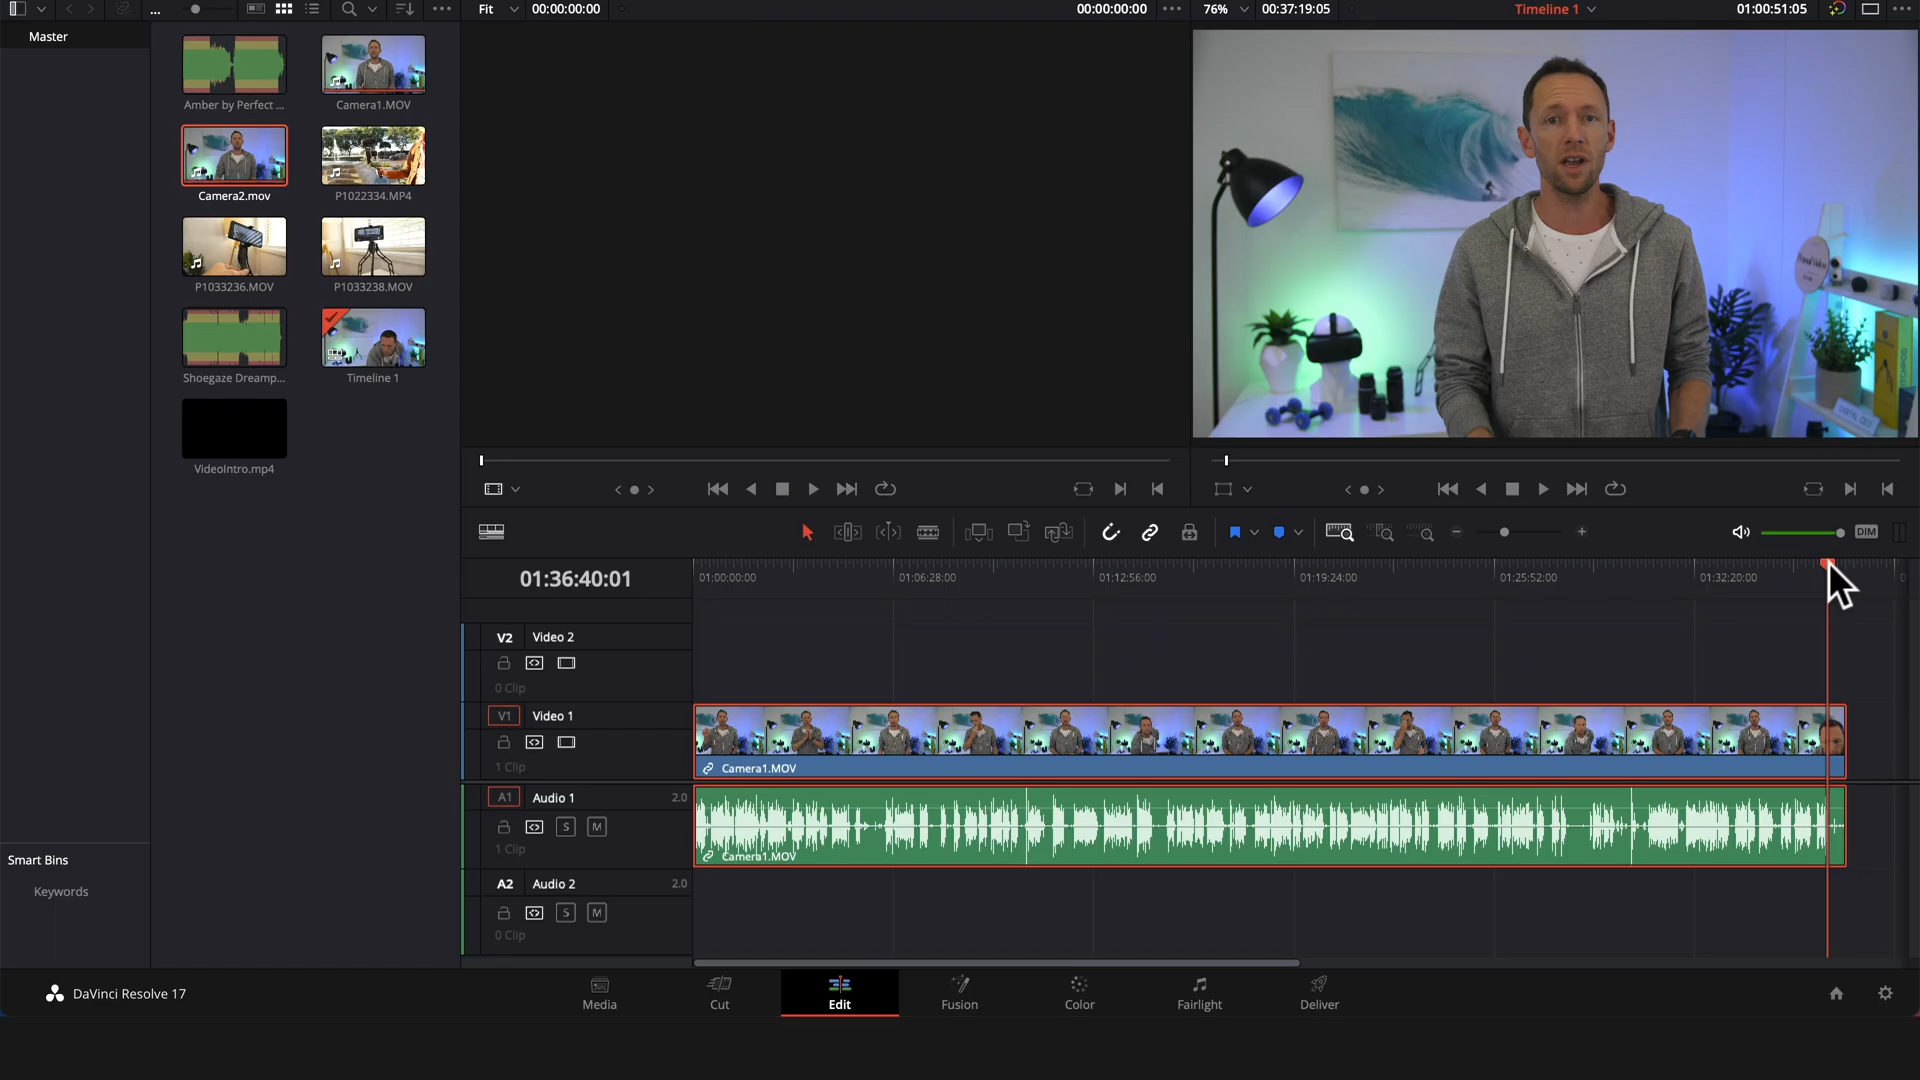 ...
Fit 00:00:00:00 00:00:00:00 76% 00:37:19:05 Timeline 1 01:00:51:05
Master
Amber by Perfect ... Camera1.MOV
Camera2.mov P1022334.MP4
P1033236.MOV P1033238.MOV
Shoegaze Dreamp... Timeline 1
VideoIntro.mp4
DIM
01:36:40:01 01:00:00:00 01:06:28:00 01:12:56:00 01:19:24:00 01:25:52:00 01:32:20:00
V2 Video 2
0 Clip
V1 Video 1
1 Clip
Camera1.MOV
A1 Audio 1 2.0
S M
1 Clip
Camera1.MOV
A2 Audio 2 2.0
S M
0 Clip
Smart Bins
Keywords
DaVinci Resolve 17
Media Cut Edit Fusion Color Fairlight Deliver